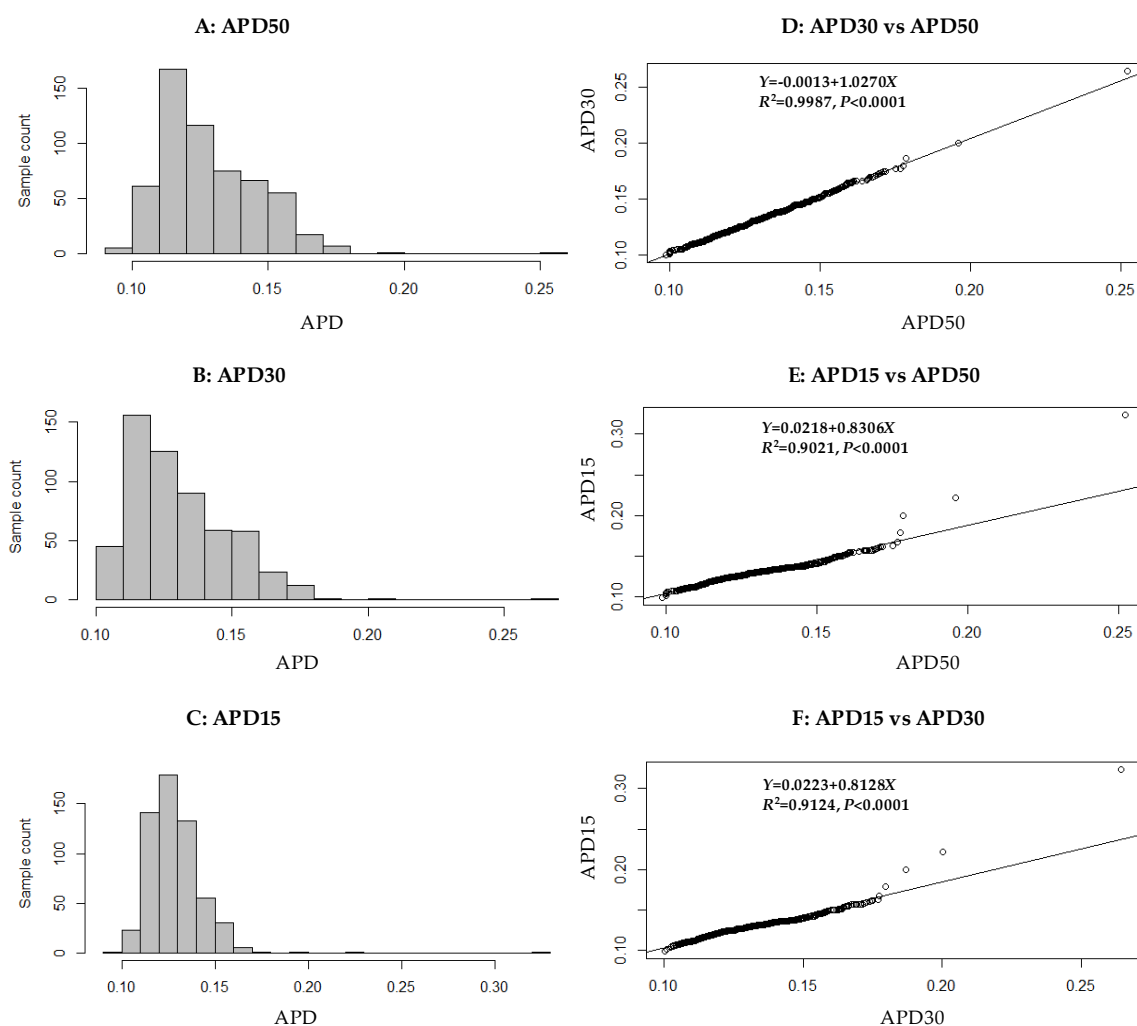 A: APD50
Sample count
0 50 100 150
0.10 0.15 0.20 0.25
APD
D: APD30 vs APD50
Y=-0.0013+1.0270X
R²=0.9987, P<0.0001
APD30
0.10 0.15 0.20 0.25
0.10 0.15 0.20 0.25
APD50
B: APD30
Sample count
0 50 100 150
0.10 0.15 0.20 0.25
APD
E: APD15 vs APD50
Y=0.0218+0.8306X
R²=0.9021, P<0.0001
APD15
0.10 0.20 0.30
0.10 0.15 0.20 0.25
APD50
C: APD15
Sample count
0 50 100 150
0.10 0.15 0.20 0.25 0.30
APD
F: APD15 vs APD30
Y=0.0223+0.8128X
R²=0.9124, P<0.0001
APD15
0.10 0.20 0.30
0.10 0.15 0.20 0.25
APD30